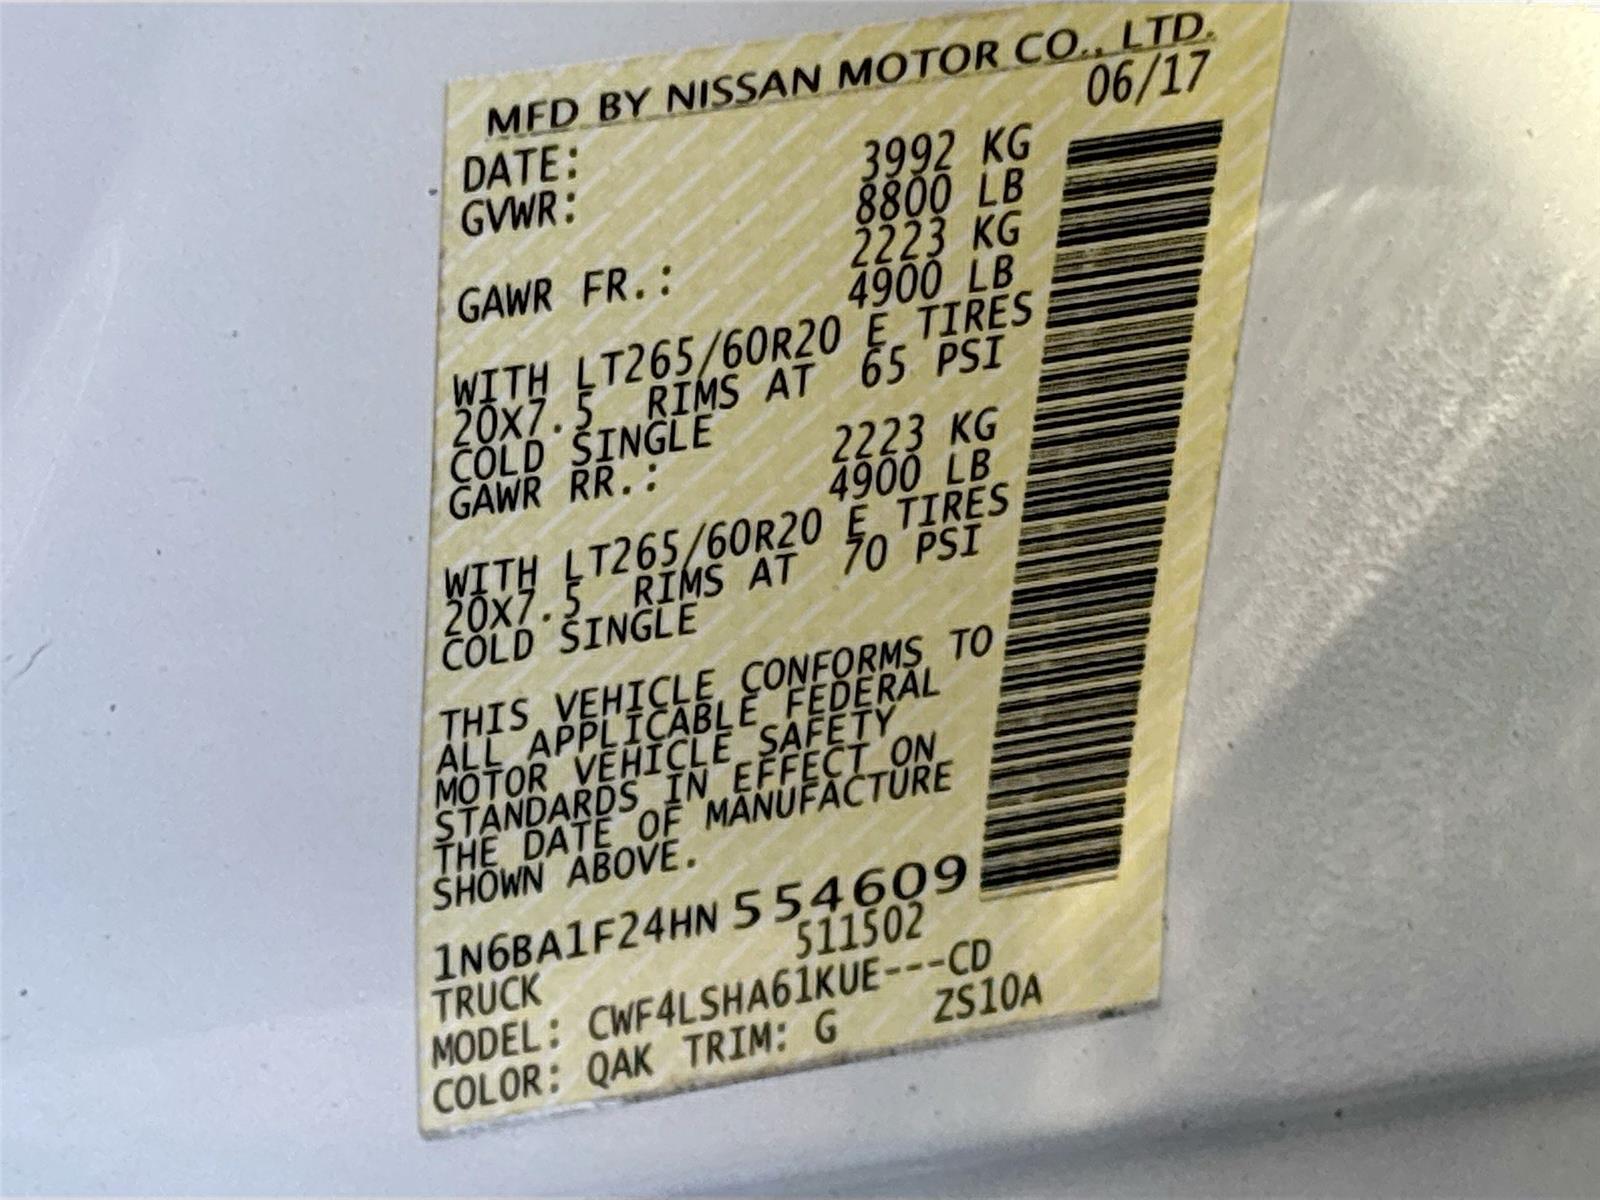 MFD BY NISSAN MOTOR CO., LTD.
DATE: 06/17
GVWR: 3992 KG
8800 LB
GAWR FR.: 2223 KG
4900 LB
WITH LT265/60R20 E TIRES
20X7.5 RIMS AT 65 PSI
COLD SINGLE
GAWR RR.: 2223 KG
4900 LB
WITH LT265/60R20 E TIRES
20X7.5 RIMS AT 70 PSI
COLD SINGLE
THIS VEHICLE CONFORMS TO
ALL APPLICABLE FEDERAL
MOTOR VEHICLE SAFETY
STANDARDS IN EFFECT ON
THE DATE OF MANUFACTURE
SHOWN ABOVE.
1N6BA1F24HN554609
TRUCK 511502
MODEL: CWF4LSHA61KUE---CD
COLOR: QAK TRIM: G ZS10A